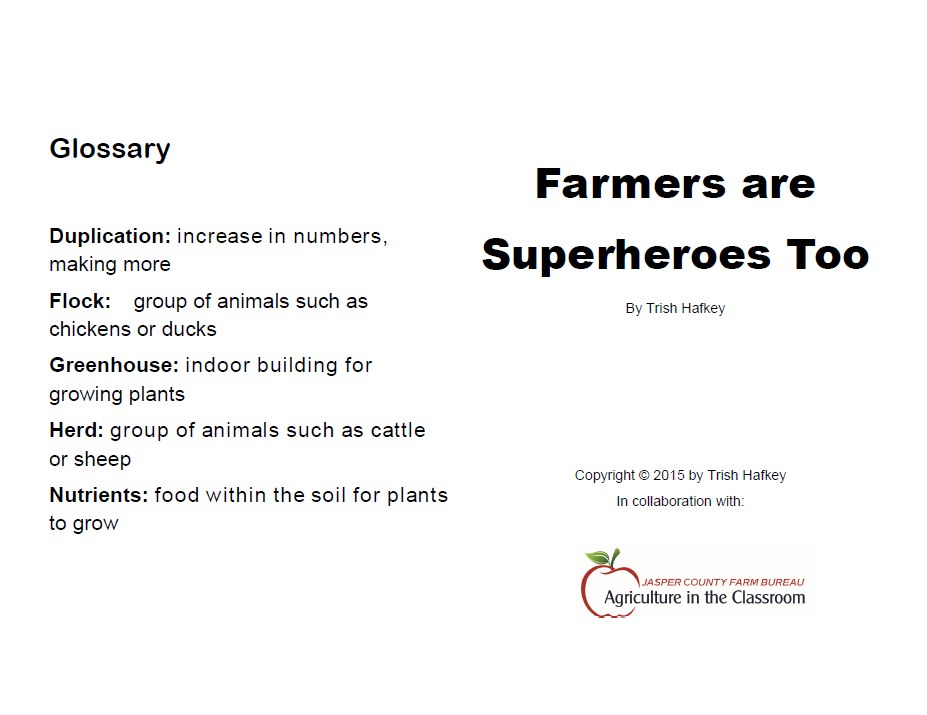 Glossary
Duplication: increase in numbers,
making more
Flock: group of animals such as
chickens or ducks
Greenhouse: indoor building for
growing plants
Herd: group of animals such as cattle
or sheep
Nutrients: food within the soil for plants
to grow
Farmers are
Superheroes Too
By Trish Hafkey
Copyright © 2015 by Trish Hafkey
In collaboration with:
JASPER COUNTY FARM BUREAU
Agriculture in the Classroom